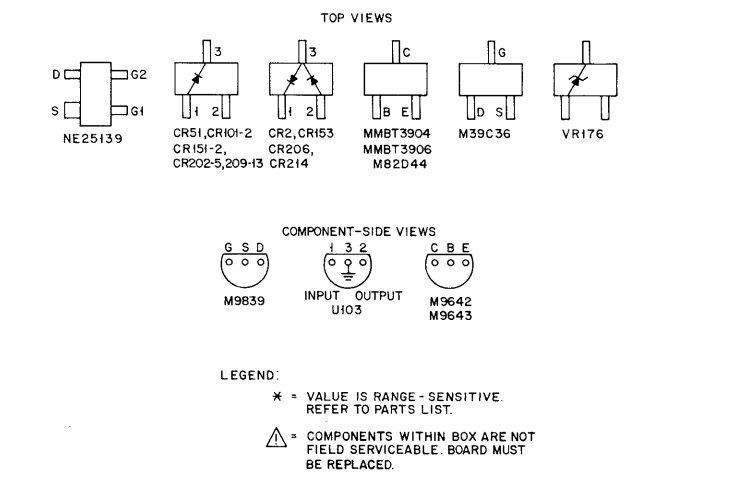 TOP VIEWS
D G2
S G1
NE25139
3
1 2
CR51,CR101-2
CR151-2,
CR202-5,209-13
3
1 2
CR2,CR153
CR206,
CR214
C
B E
MMBT3904
MMBT3906
M82D44
G
D S
M39C36
VR176
COMPONENT-SIDE VIEWS
G S D
M9839
1 3 2
INPUT OUTPUT
U103
C B E
M9642
M9643
LEGEND:
* = VALUE IS RANGE-SENSITIVE.
REFER TO PARTS LIST.
⚠ = COMPONENTS WITHIN BOX ARE NOT
FIELD SERVICEABLE. BOARD MUST
BE REPLACED.